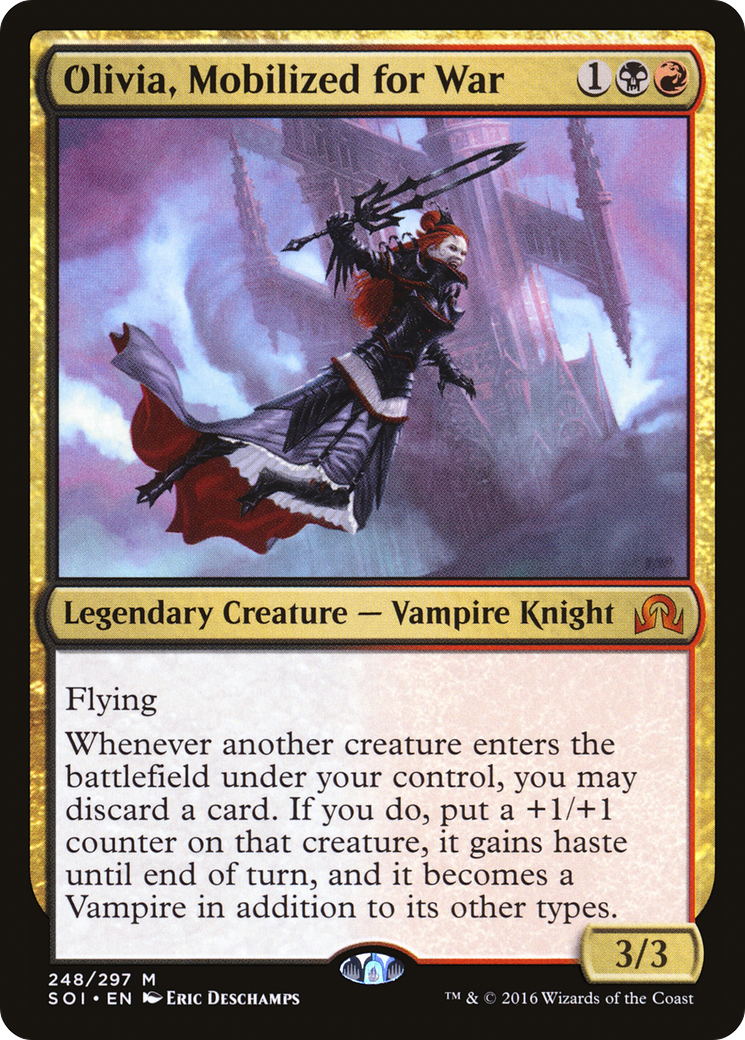 Olivia, Mobilized for War 1
Legendary Creature — Vampire Knight
Flying
Whenever another creature enters the
battlefield under your control, you may
discard a card. If you do, put a +1/+1
counter on that creature, it gains haste
until end of turn, and it becomes a
Vampire in addition to its other types.
3/3
248/297 M
SOI • EN Eric Deschamps
™ & © 2016 Wizards of the Coast